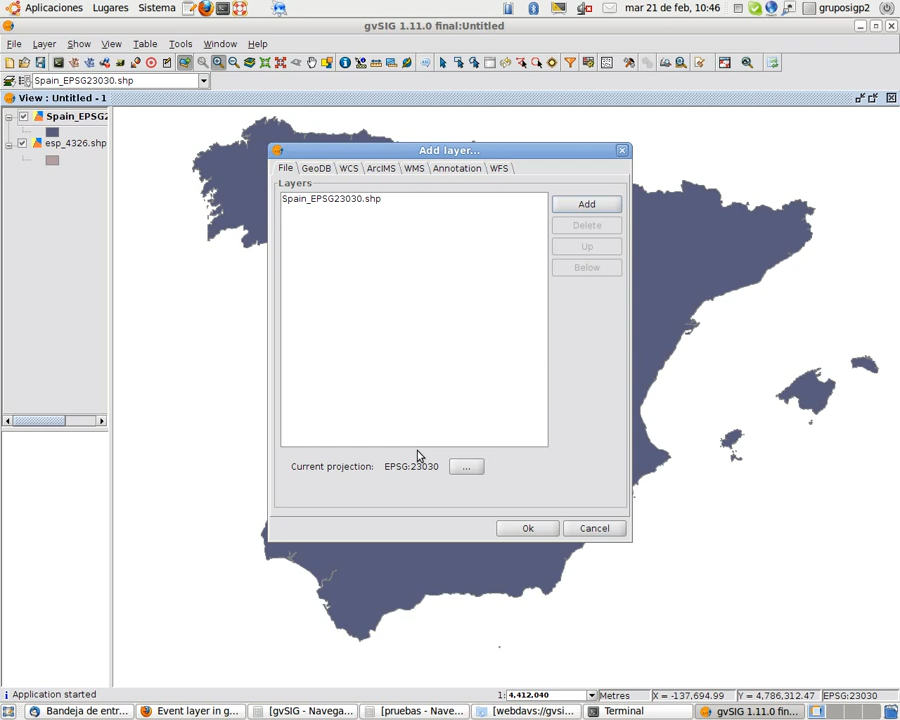 Aplicaciones Lugares Sistema mar 21 de feb, 10:46 gruposigp2
gvSIG 1.11.0 final:Untitled
File Layer Show View Table Tools Window Help
Spain_EPSG23030.shp
View : Untitled - 1
Spain_EPSG2
esp_4326.shp
Add layer...
File GeoDB WCS ArcIMS WMS Annotation WFS
Layers
Spain_EPSG23030.shp
Add
Delete
Up
Below
Current projection: EPSG:23030 ...
Ok Cancel
Application started 1: 4,412,040 Metres X = -137,694.99 Y = 4,786,312.47 EPSG:23030
Bandeja de entr... Event layer in g... [gvSIG - Navega... [pruebas - Nave... [webdavs://gvsi... Terminal gvSIG 1.11.0 fin...